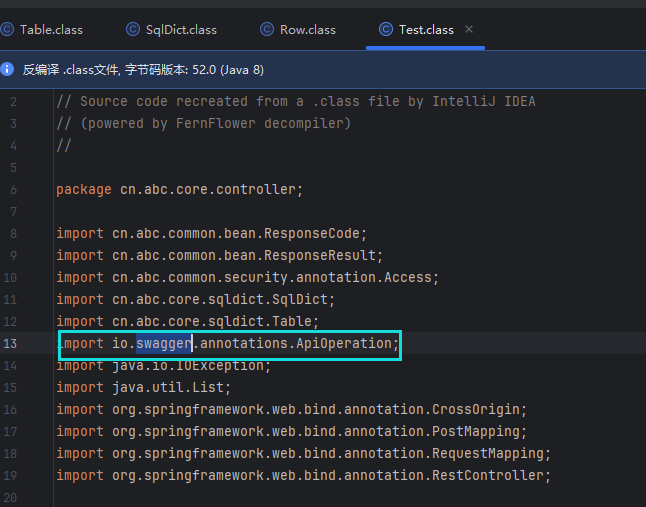 Table.class SqlDict.class Row.class Test.class
反编译 .class文件, 字节码版本: 52.0 (Java 8)
2 // Source code recreated from a .class file by IntelliJ IDEA
3 // (powered by FernFlower decompiler)
4 //
5
6 package cn.abc.core.controller;
7
8 import cn.abc.common.bean.ResponseCode;
9 import cn.abc.common.bean.ResponseResult;
10 import cn.abc.common.security.annotation.Access;
11 import cn.abc.core.sqldict.SqlDict;
12 import cn.abc.core.sqldict.Table;
13 import io.swagger.annotations.ApiOperation;
14 import java.io.IOException;
15 import java.util.List;
16 import org.springframework.web.bind.annotation.CrossOrigin;
17 import org.springframework.web.bind.annotation.PostMapping;
18 import org.springframework.web.bind.annotation.RequestMapping;
19 import org.springframework.web.bind.annotation.RestController;
20